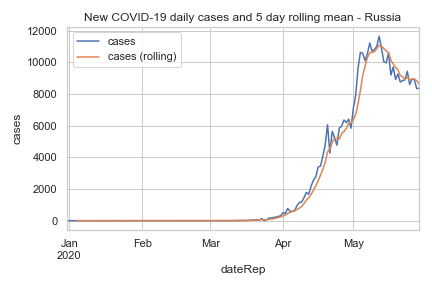 New COVID-19 daily cases and 5 day rolling mean - Russia
cases
cases (rolling)
12000
10000
8000
6000
4000
2000
0
cases
Jan
2020
Feb
Mar
Apr
May
dateRep